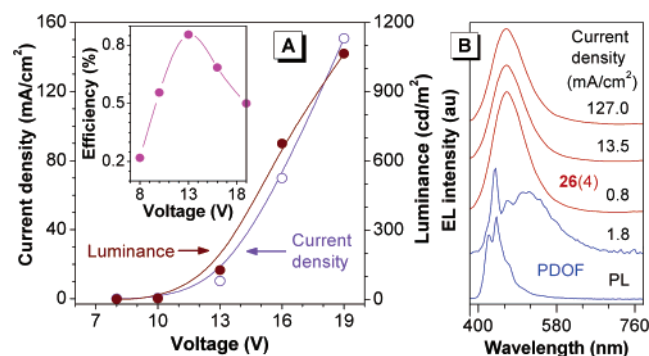 A
Current density (mA/cm²)
160
120
80
40
0
7
10
13
16
19
Voltage (V)
Luminance (cd/m²)
1200
900
600
300
0
Efficiency (%)
0.8
0.5
0.2
8
13
18
Voltage (V)
Luminance
Current
density
B
EL intensity (au)
Current
density
(mA/cm²)
127.0
13.5
26(4)
0.8
1.8
PDOF
PL
400
580
760
Wavelength (nm)